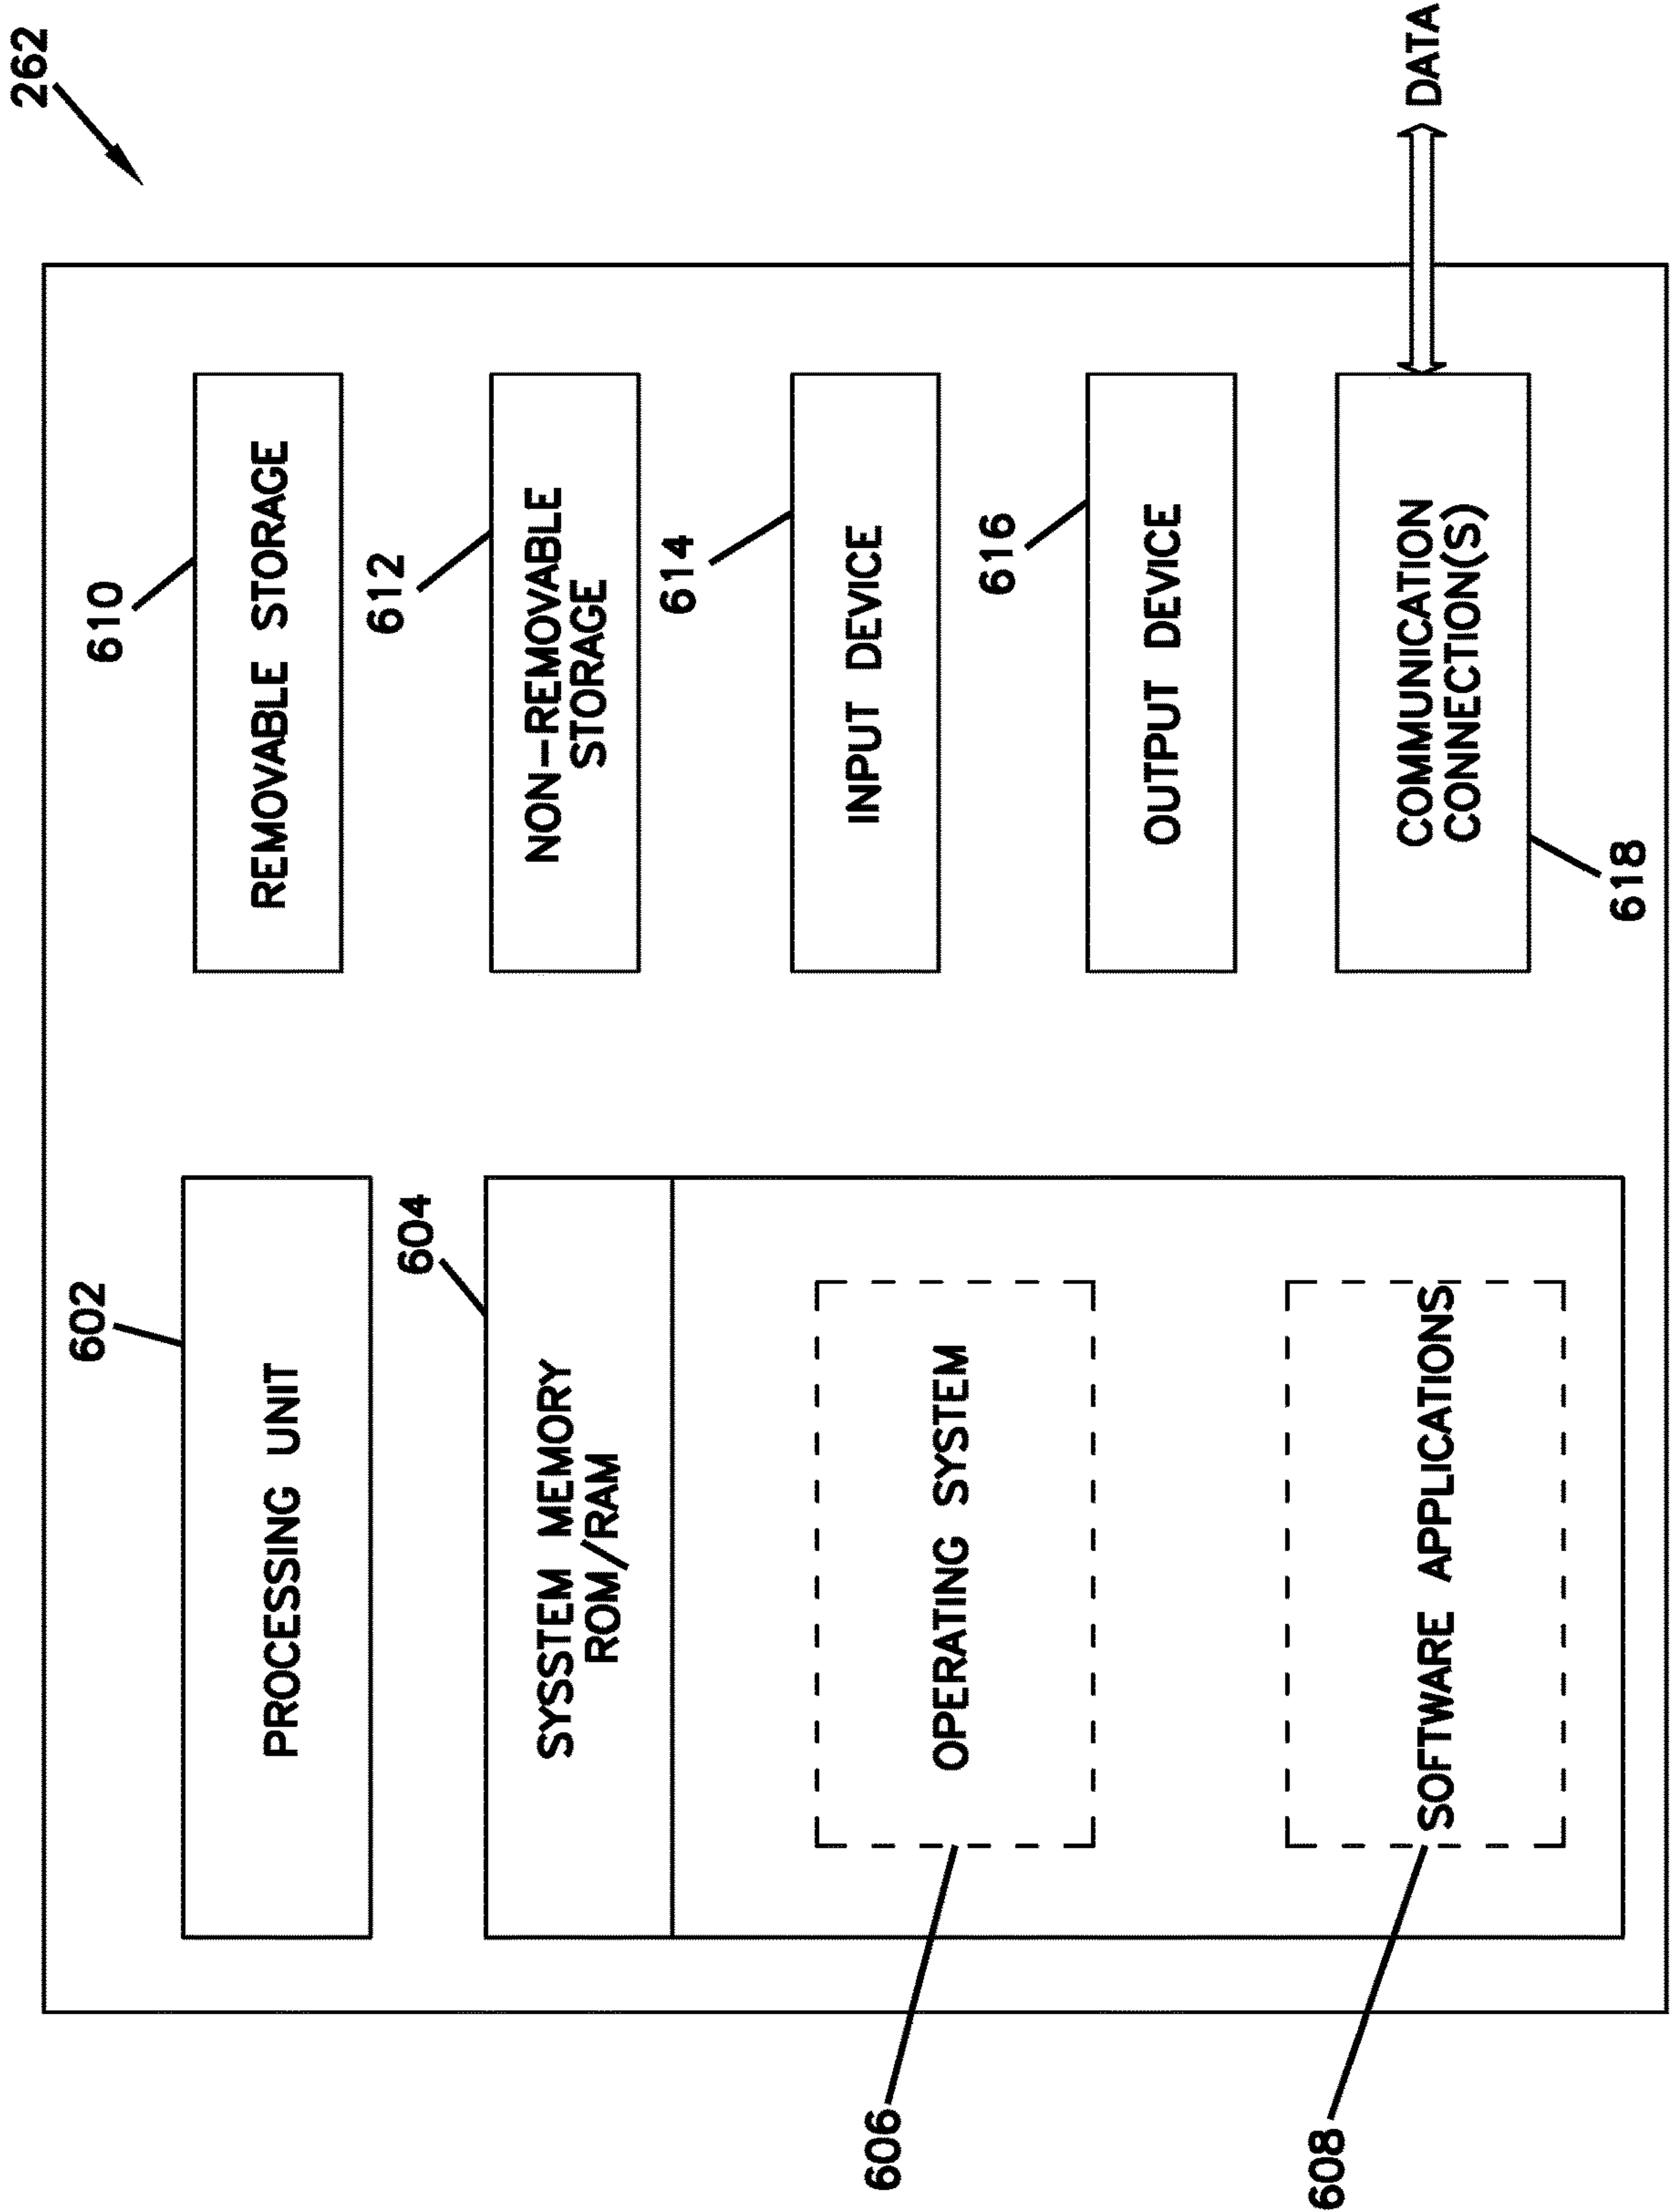 262
602
PROCESSING UNIT
604
SYSTEM MEMORY
ROM/RAM
606
OPERATING SYSTEM
608
SOFTWARE APPLICATIONS
610
REMOVABLE STORAGE
612
NON-REMOVABLE
STORAGE
614
INPUT DEVICE
616
OUTPUT DEVICE
COMMUNICATION
CONNECTION(S)
618
DATA